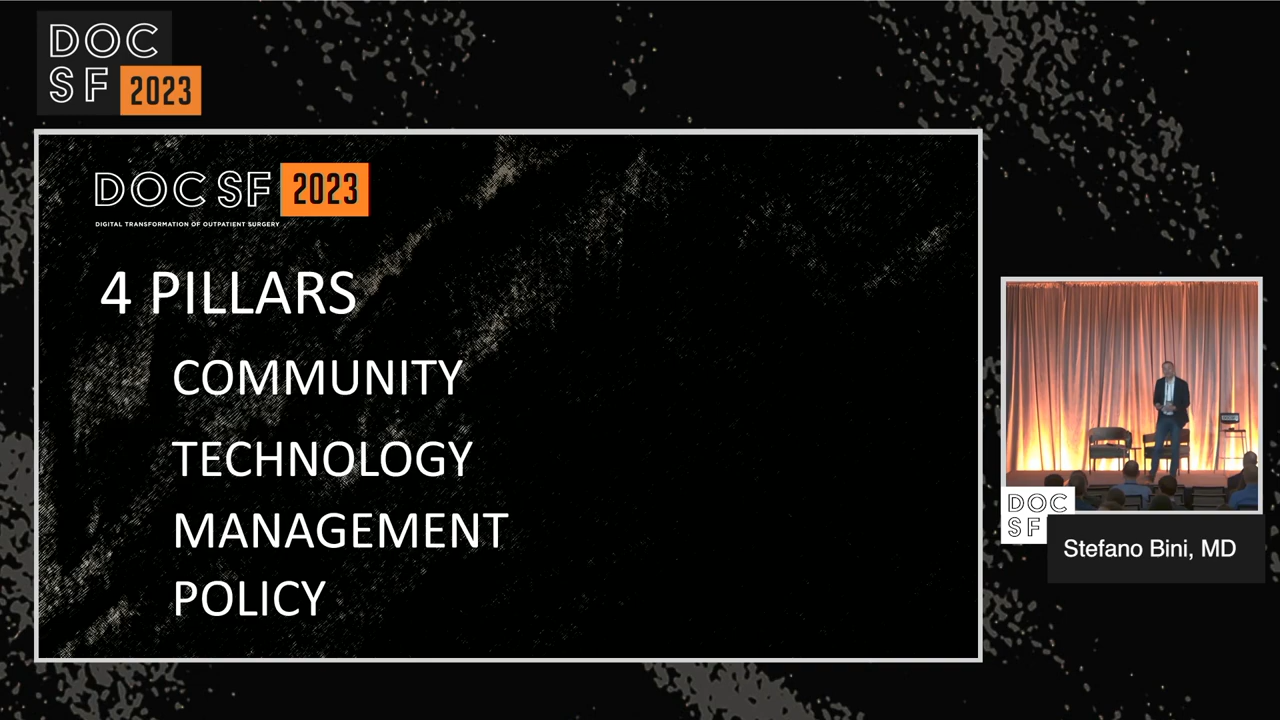 DOC
SF 2023
DOC SF 2023
DIGITAL TRANSFORMATION OF OUTPATIENT SURGERY
4 PILLARS
COMMUNITY
TECHNOLOGY
MANAGEMENT
POLICY
DOC
SF
Stefano Bini, MD